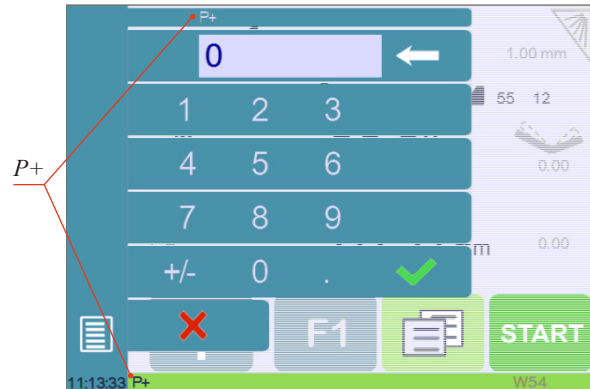 P+
0
1.00 mm
1 2 3
55 12
4 5 6
P+
0.00
7 8 9
0.00
m
+/- 0 .
F1
START
11:13:33 P+
W54